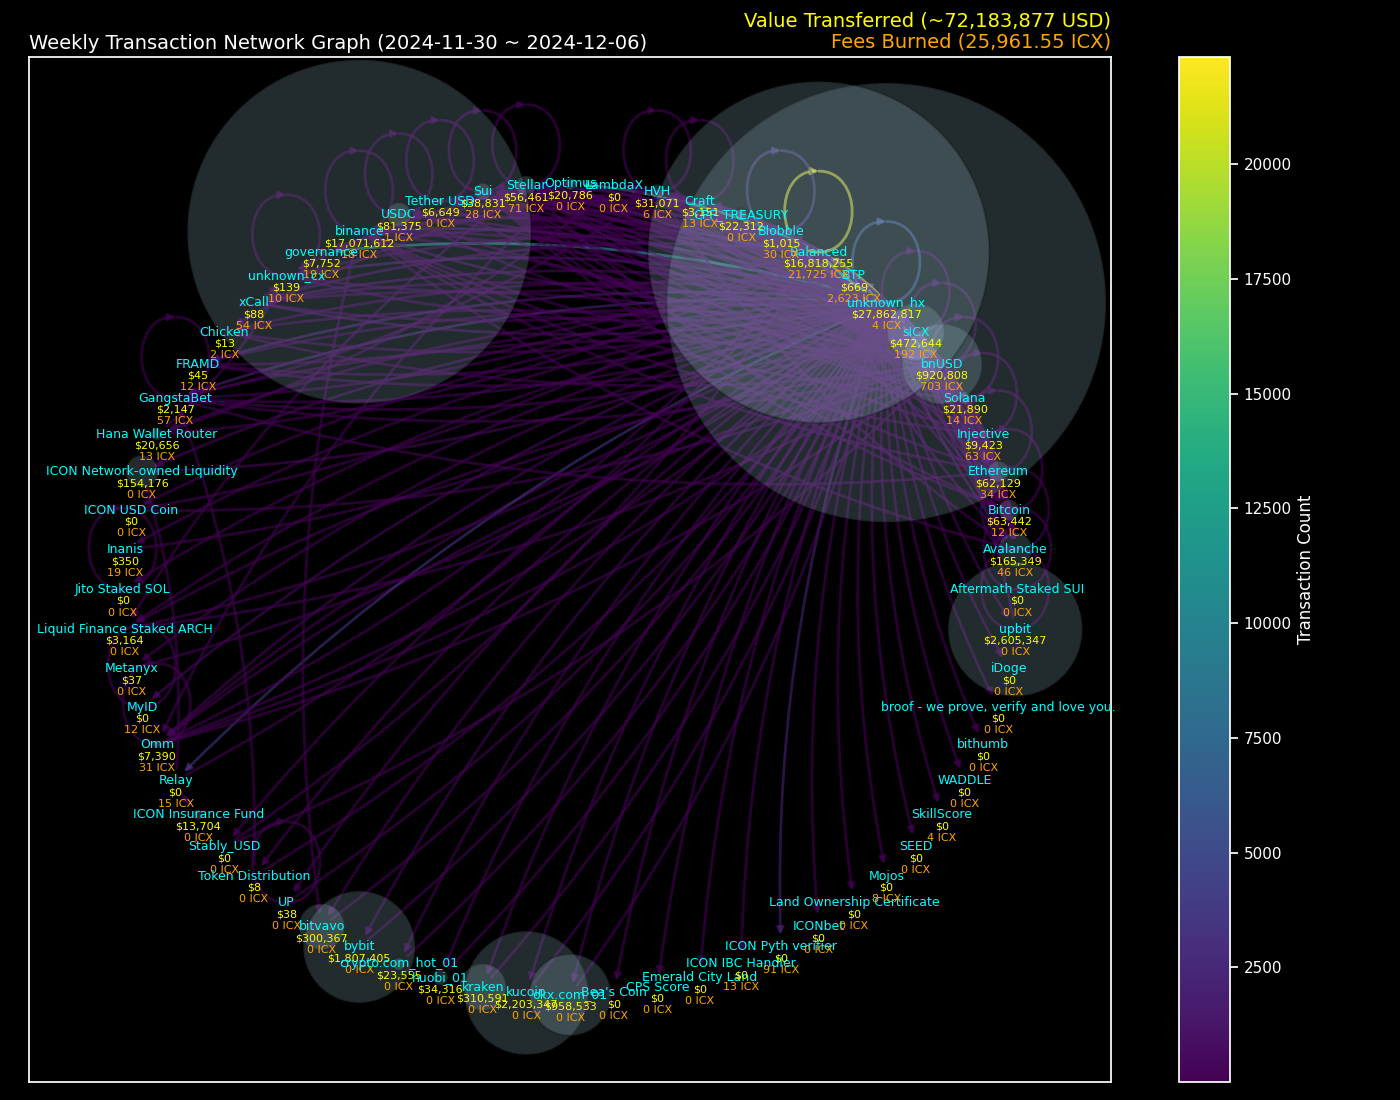 Value Transferred (~72,183,877 USD)
Weekly Transaction Network Graph (2024-11-30 ~ 2024-12-06)
Fees Burned (25,961.55 ICX)
Stellar
$56,461
71 ICX
Optimus
$20,786
0 ICX
LambdaX
$0
0 ICX
HVH
$31,071
6 ICX
Craft
$3,151
13 ICX
TREASURY
$22,312
0 ICX
Blobble
$1,015
30 ICX
Balanced
$16,818,255
21,725 ICX
BTP
$669
2,623 ICX
unknown_hx
$27,862,817
4 ICX
sICX
$472,644
192 ICX
bnUSD
$920,808
703 ICX
Solana
$21,890
14 ICX
Injective
$9,423
63 ICX
Ethereum
$62,129
34 ICX
Bitcoin
$63,442
12 ICX
Avalanche
$165,349
46 ICX
Aftermath Staked SUI
$0
0 ICX
upbit
$2,605,347
0 ICX
iDoge
$0
0 ICX
broof - we prove, verify and love you.
$0
0 ICX
bithumb
$0
0 ICX
WADDLE
$0
0 ICX
SkillScore
$0
4 ICX
SEED
$0
0 ICX
Mojos
$0
8 ICX
Land Ownership Certificate
$0
0 ICX
ICONbet
$0
0 ICX
ICON Pyth verifier
$0
91 ICX
ICON IBC Handler
$0
13 ICX
Emerald City Land
$0
0 ICX
CPS Score
$0
0 ICX
Bea's Coin
$0
0 ICX
okx.com_01
$958,533
0 ICX
kucoin
$2,203,347
0 ICX
kraken
$310,591
0 ICX
huobi_01
$34,316
0 ICX
crypto.com_hot_01
$23,555
0 ICX
bybit
$1,807,405
0 ICX
bitvavo
$300,367
0 ICX
UP
$38
0 ICX
Token Distribution
$8
0 ICX
Stably_USD
$0
0 ICX
ICON Insurance Fund
$13,704
0 ICX
Relay
$0
15 ICX
Omm
$7,390
31 ICX
MyID
$0
12 ICX
Metanyx
$37
0 ICX
Liquid Finance Staked ARCH
$3,164
0 ICX
Jito Staked SOL
$0
0 ICX
Inanis
$350
19 ICX
ICON USD Coin
$0
0 ICX
ICON Network-owned Liquidity
$154,176
0 ICX
Hana Wallet Router
$20,656
13 ICX
GangstaBet
$2,147
57 ICX
FRAMD
$45
12 ICX
Chicken
$13
2 ICX
xCall
$88
54 ICX
unknown_cx
$139
10 ICX
governance
$7,752
19 ICX
binance
$17,071,612
ICX
USDC
$81,375
1 ICX
Tether USD
$6,649
0 ICX
Sui
$38,831
28 ICX
20000
17500
15000
12500
10000
7500
5000
2500
Transaction Count